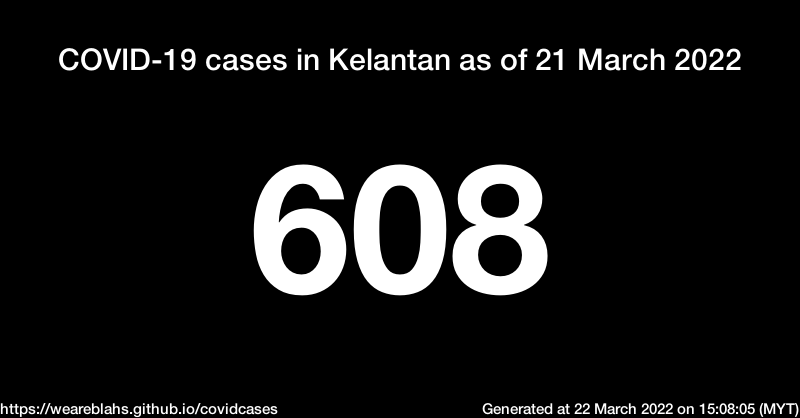 COVID-19 cases in Kelantan as of 21 March 2022
608
https://weareblahs.github.io/covidcases
Generated at 22 March 2022 on 15:08:05 (MYT)